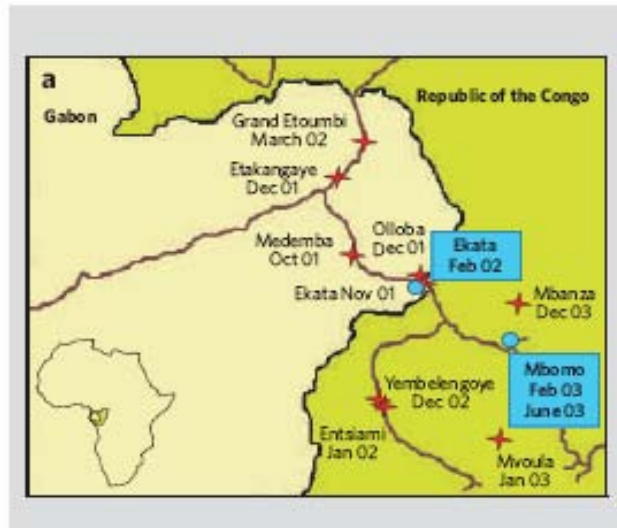 a
Gabon
Republic of the Congo
Grand Etoumbi
March 02
Etakangaye
Dec 01
Medemba
Oct 01
Olloba
Dec 01
Ekata
Feb 02
Ekata Nov 01
Mbanza
Dec 03
Mbomo
Feb 03
June 03
Yembelengoye
Dec 02
Entsiami
Jan 02
Mvoula
Jan 03